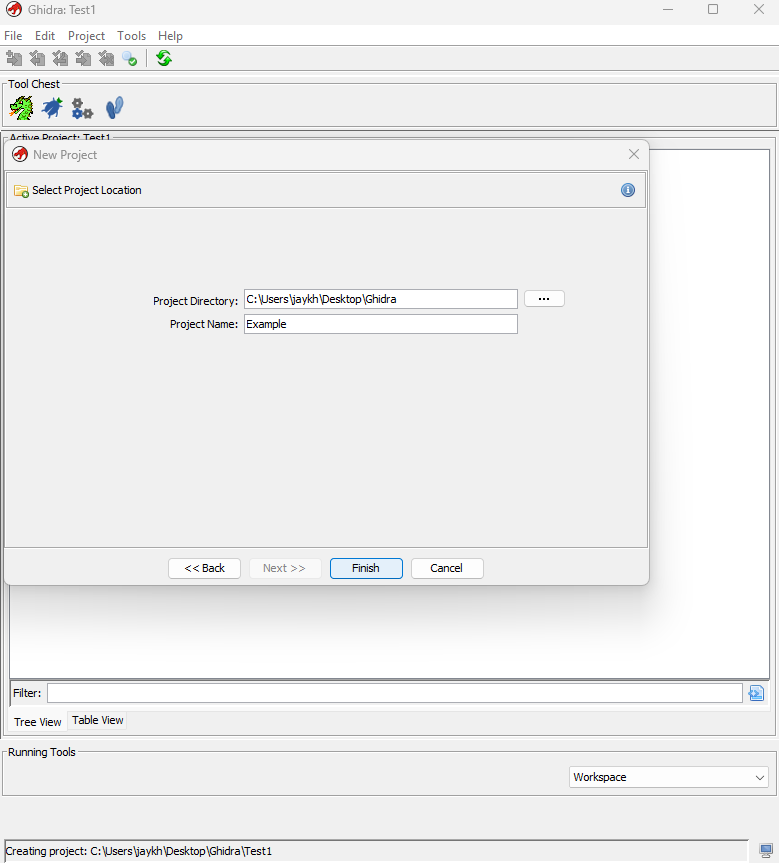 Ghidra: Test1
File Edit Project Tools Help
Tool Chest
Active Project: Test1
New Project
Select Project Location
Project Directory: C:\Users\jaykh\Desktop\Ghidra ...
Project Name: Example
<< Back Next >> Finish Cancel
Filter:
Tree View Table View
Running Tools
Workspace
Creating project: C:\Users\jaykh\Desktop\Ghidra\Test1